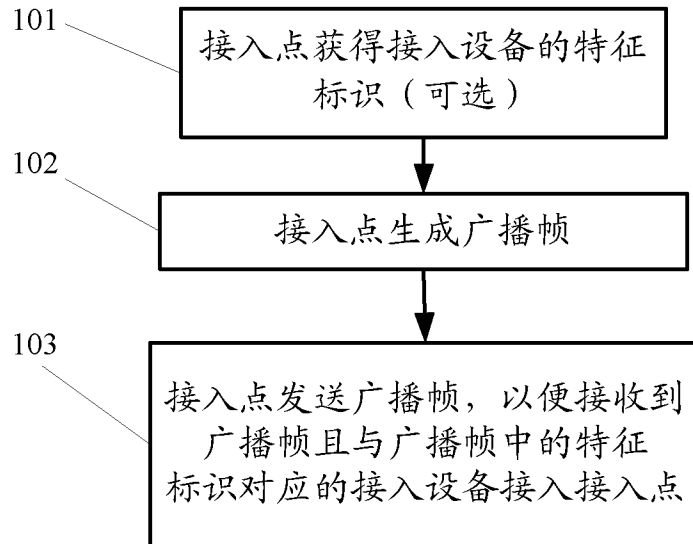 101
接入点获得接入设备的特征
标识（可选）
102
接入点生成广播帧
103
接入点发送广播帧，以便接收到
广播帧且与广播帧中的特征
标识对应的接入设备接入接入点